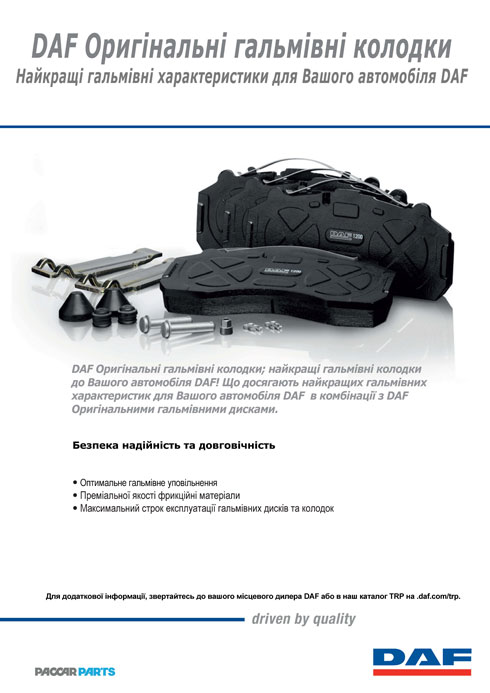 DAF Оригінальні гальмівні колодки
Найкращі гальмівні характеристики для Вашого автомобіля DAF
DAF 1200
1200
DAF Оригінальні гальмівні колодки; найкращі гальмівні колодки
до Вашого автомобіля DAF! Що досягають найкращих гальмівних
характеристик для Вашого автомобіля DAF в комбінації з DAF
Оригінальними гальмівними дисками.
Безпека надійність та довговічність
• Оптимальне гальмівне уповільнення
• Преміальної якості фрикційні матеріали
• Максимальний строк експлуатації гальмівних дисків та колодок
Для додаткової інформації, звертайтесь до вашого місцевого дилера DAF або в наш каталог TRP на .daf.com/trp.
driven by quality
PACCAR PARTS
DAF